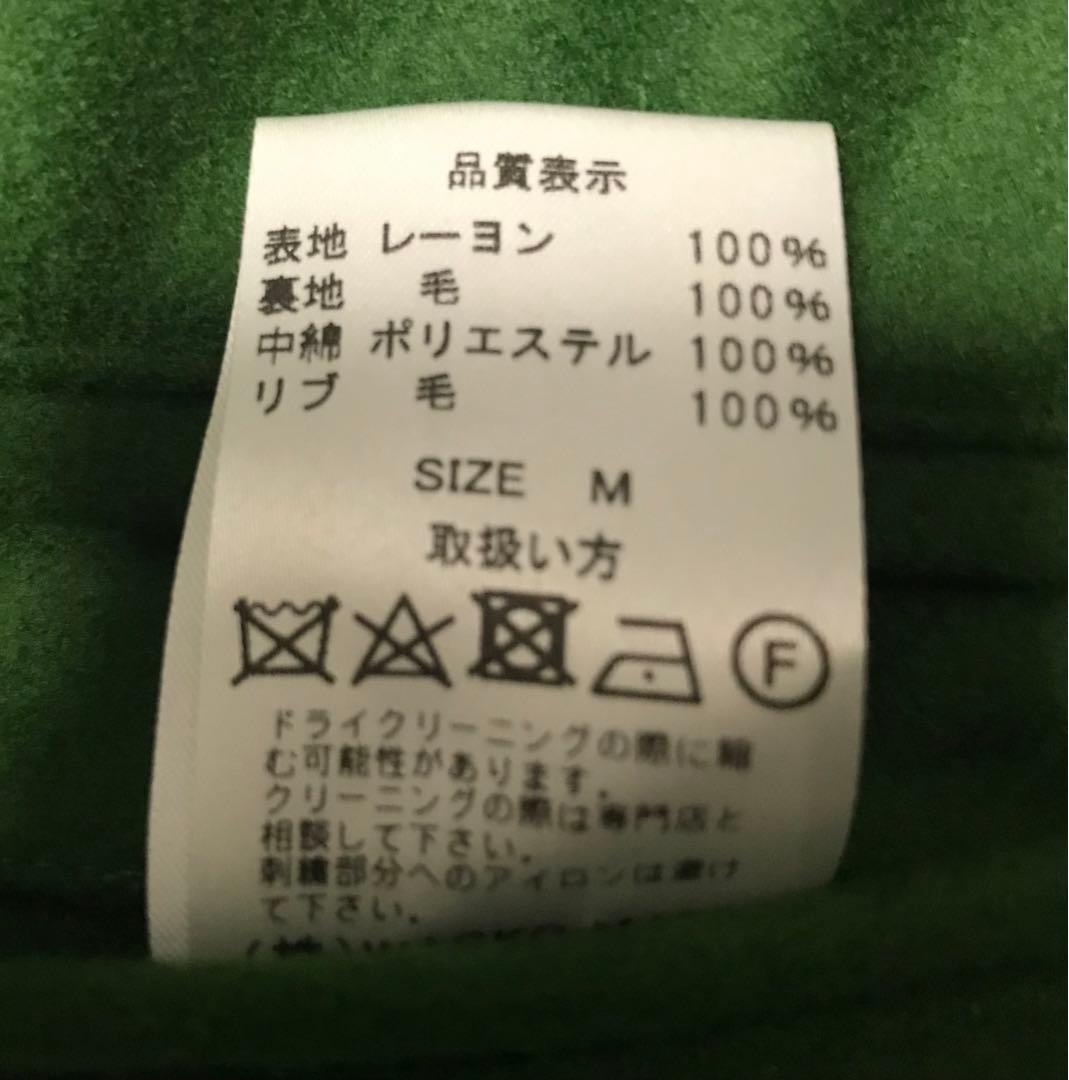 品質表示
表地 レーヨン 100%
裏地 毛 100%
中綿 ポリエステル 100%
リブ 毛 100%
SIZE M
取扱い方
F
ドライクリーニングの際に縮
む可能性があります。
クリーニングの際は専門店と
相談して下さい。
刺繍部分へのアイロンは避け
て下さい。